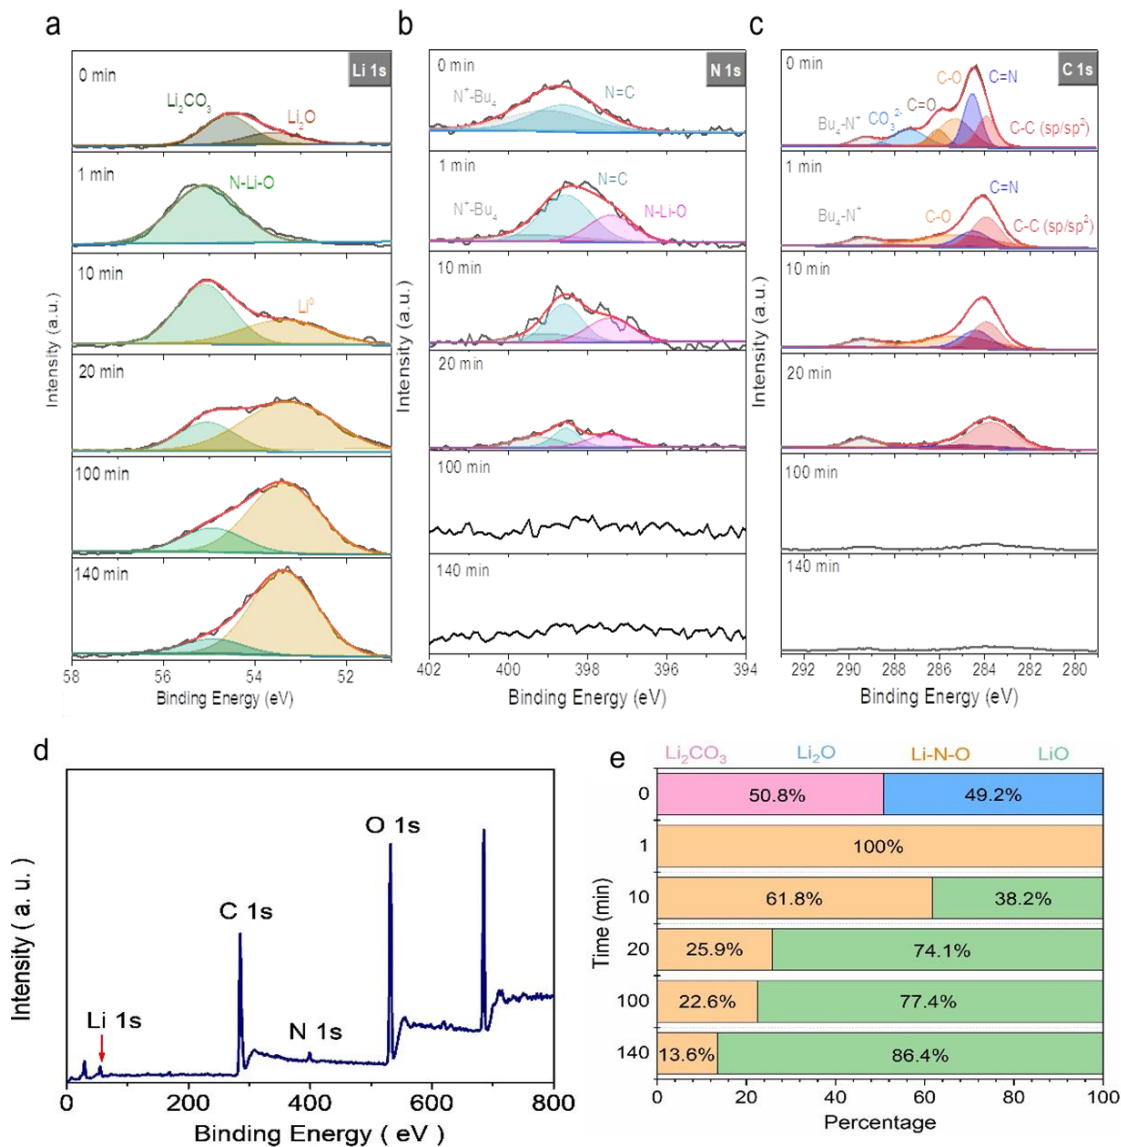 a
Li 1s
0 min
Li₂CO₃
Li₂O
1 min
N-Li-O
10 min
Li⁰
20 min
100 min
140 min
58 56 54 52
Binding Energy (eV)
Intensity (a.u.)
b
N 1s
0 min
N⁺-Bu₄
N=C
1 min
N=C
N⁺-Bu₄
N-Li-O
10 min
20 min
100 min
140 min
402 400 398 396 394
Binding Energy (eV)
Intensity (a.u.)
c
C 1s
0 min
C-O
C=N
C=O
CO₃²⁻
Bu₄-N⁺
C-C (sp/sp²)
1 min
C=N
C-O
Bu₄-N⁺
C-C (sp/sp²)
10 min
20 min
100 min
140 min
292 290 288 286 284 282 280
Binding Energy (eV)
Intensity (a.u.)
d
O 1s
C 1s
Li 1s
N 1s
0 200 400 600 800
Binding Energy ( eV )
Intensity ( a. u. )
e
Li₂CO₃ Li₂O Li-N-O LiO
0 50.8% 49.2%
1 100%
10 61.8% 38.2%
20 25.9% 74.1%
100 22.6% 77.4%
140 13.6% 86.4%
0 20 40 60 80 100
Percentage
Time (min)